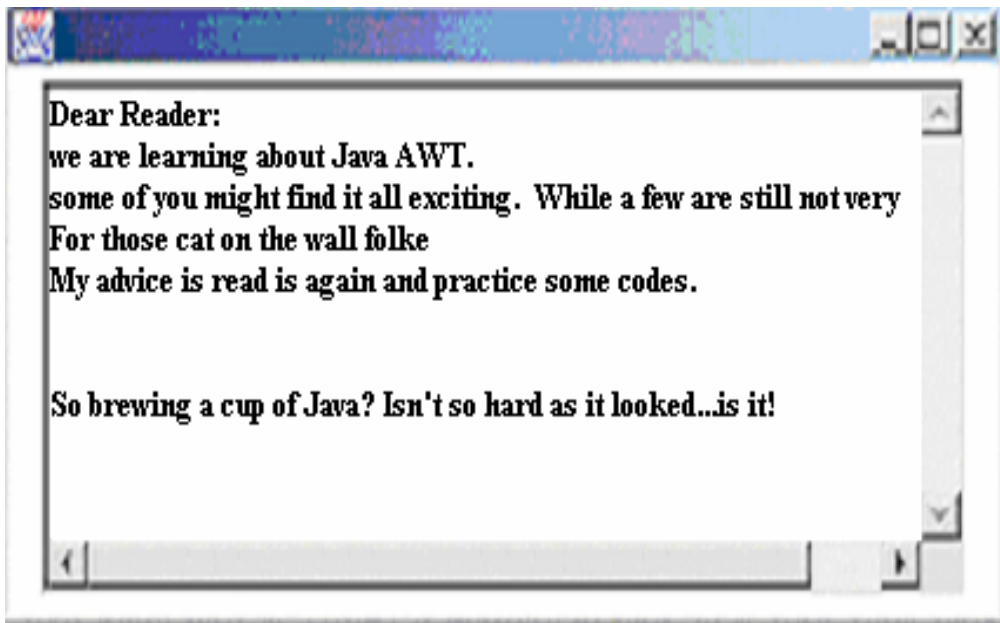 Dear Reader:
we are learning about Java AWT.
some of you might find it all exciting.  While a few are still not very
For those cat on the wall folke
My advice is read is again and practice some codes.
So brewing a cup of Java? Isn't so hard as it looked...is it!